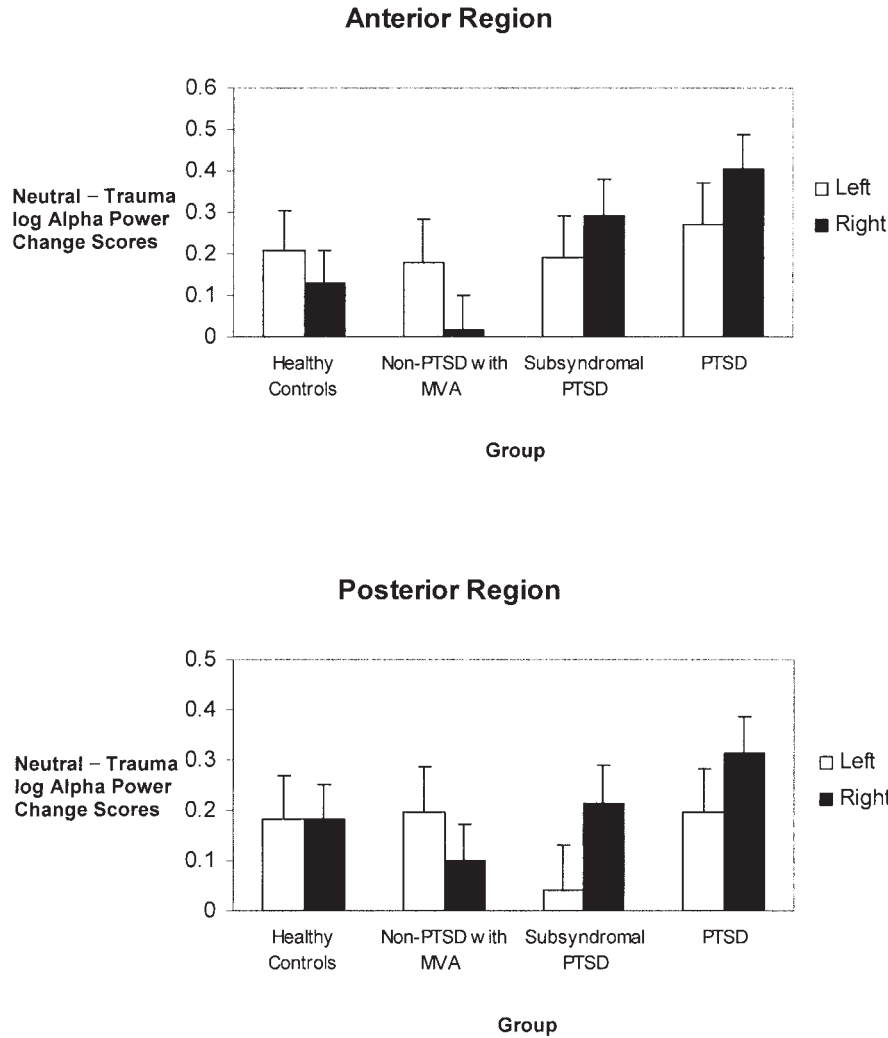 Anterior Region
0.6
0.5
0.4
0.3
0.2
0.1
0
Neutral – Trauma
log Alpha Power
Change Scores
Left
Right
Healthy Controls
Non-PTSD with MVA
Subsyndromal PTSD
PTSD
Group
Posterior Region
0.5
0.4
0.3
0.2
0.1
0
Neutral – Trauma
log Alpha Power
Change Scores
Left
Right
Healthy Controls
Non-PTSD with MVA
Subsyndromal PTSD
PTSD
Group